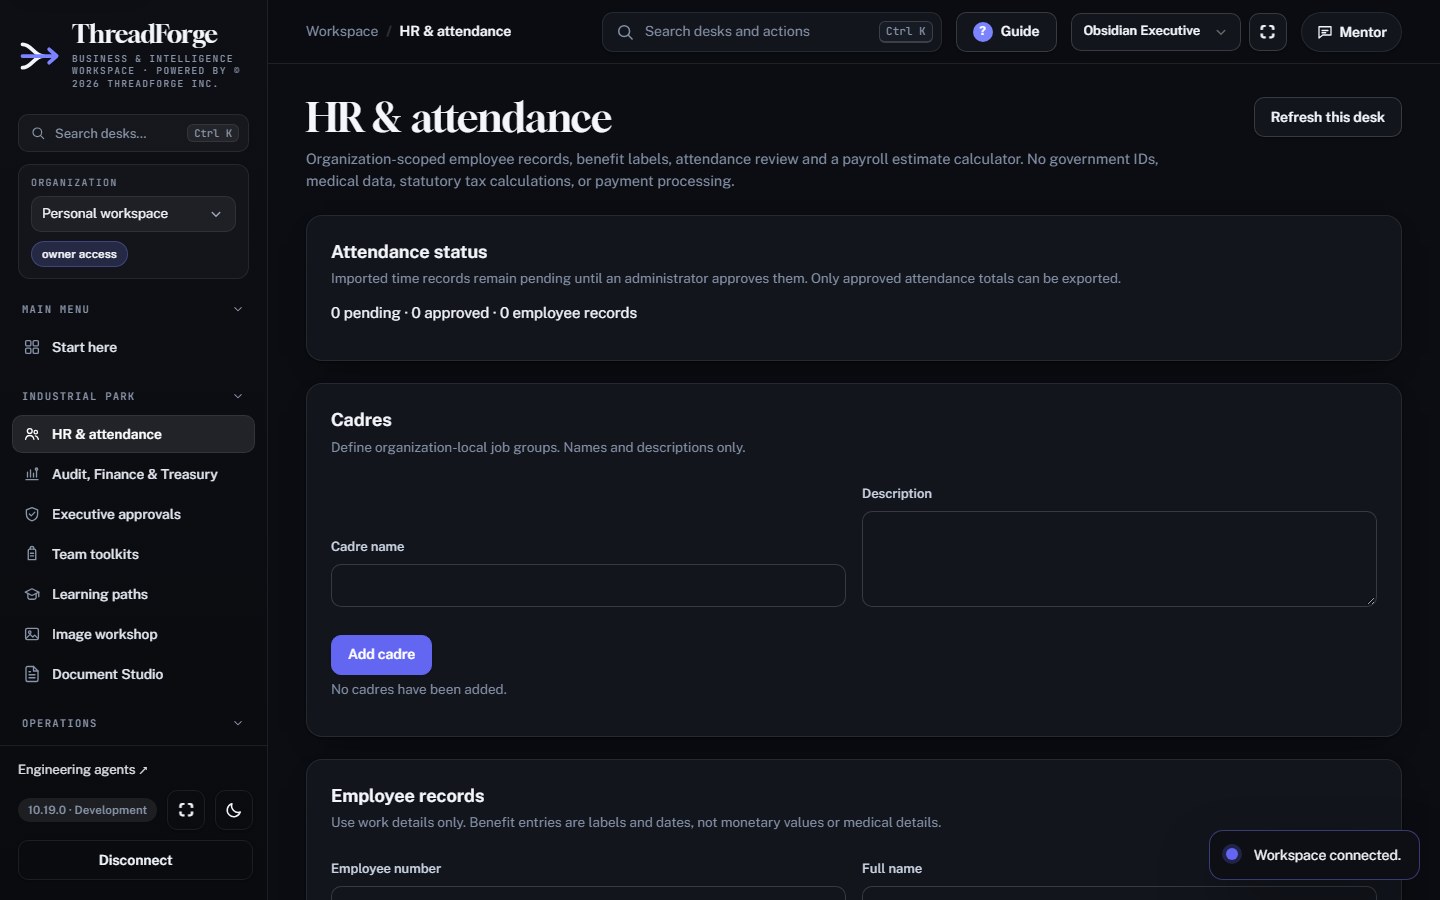 ThreadForge
BUSINESS & INTELLIGENCE
WORKSPACE · POWERED BY ©
2026 THREADFORGE INC.
Search desks...
Ctrl K
ORGANIZATION
Personal workspace
owner access
MAIN MENU
Start here
INDUSTRIAL PARK
HR & attendance
Audit, Finance & Treasury
Executive approvals
Team toolkits
Learning paths
Image workshop
Document Studio
OPERATIONS
Engineering agents ↗
10.19.0 · Development
Disconnect
Workspace / HR & attendance
Search desks and actions
Ctrl K
? Guide
Obsidian Executive
Mentor
HR & attendance
Refresh this desk
Organization-scoped employee records, benefit labels, attendance review and a payroll estimate calculator. No government IDs,
medical data, statutory tax calculations, or payment processing.
Attendance status
Imported time records remain pending until an administrator approves them. Only approved attendance totals can be exported.
0 pending · 0 approved · 0 employee records
Cadres
Define organization-local job groups. Names and descriptions only.
Cadre name
Description
Add cadre
No cadres have been added.
Employee records
Use work details only. Benefit entries are labels and dates, not monetary values or medical details.
Employee number
Full name
Workspace connected.